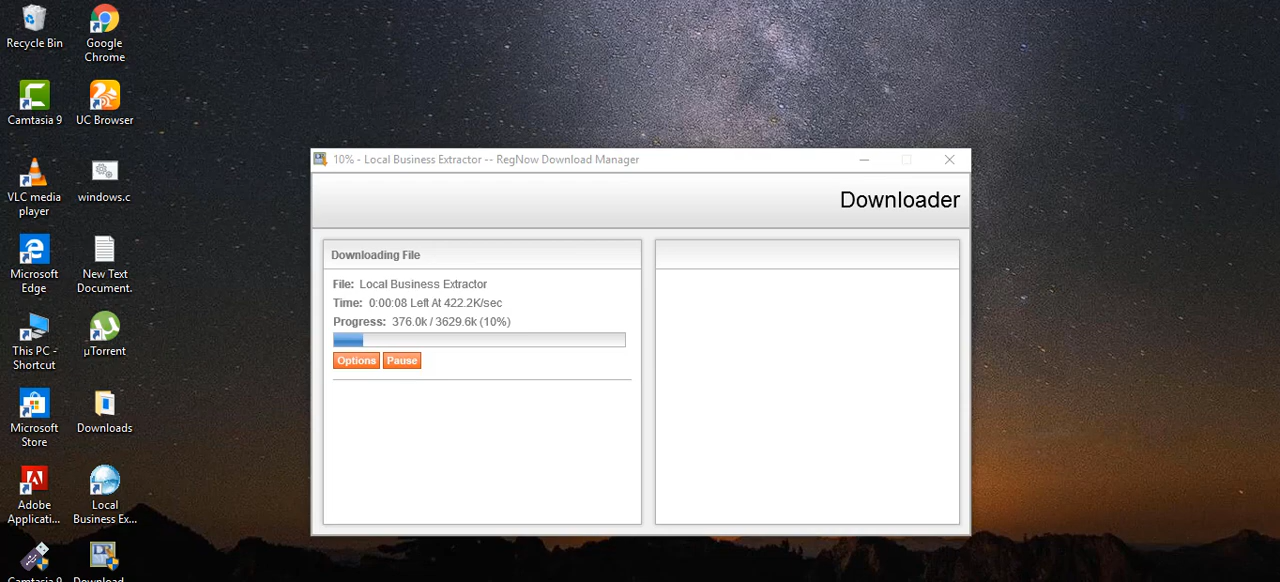 Recycle Bin
Google
Chrome
Camtasia 9
UC Browser
VLC media
player
windows.c
Microsoft
Edge
New Text
Document.
This PC -
Shortcut
µTorrent
Microsoft
Store
Downloads
Adobe
Applicati...
Local
Business Ex...
Camtasia 9
Download
10% - Local Business Extractor -- RegNow Download Manager
Downloader
Downloading File
File: Local Business Extractor
Time: 0:00:08 Left At 422.2K/sec
Progress: 376.0k / 3629.6k (10%)
Options Pause